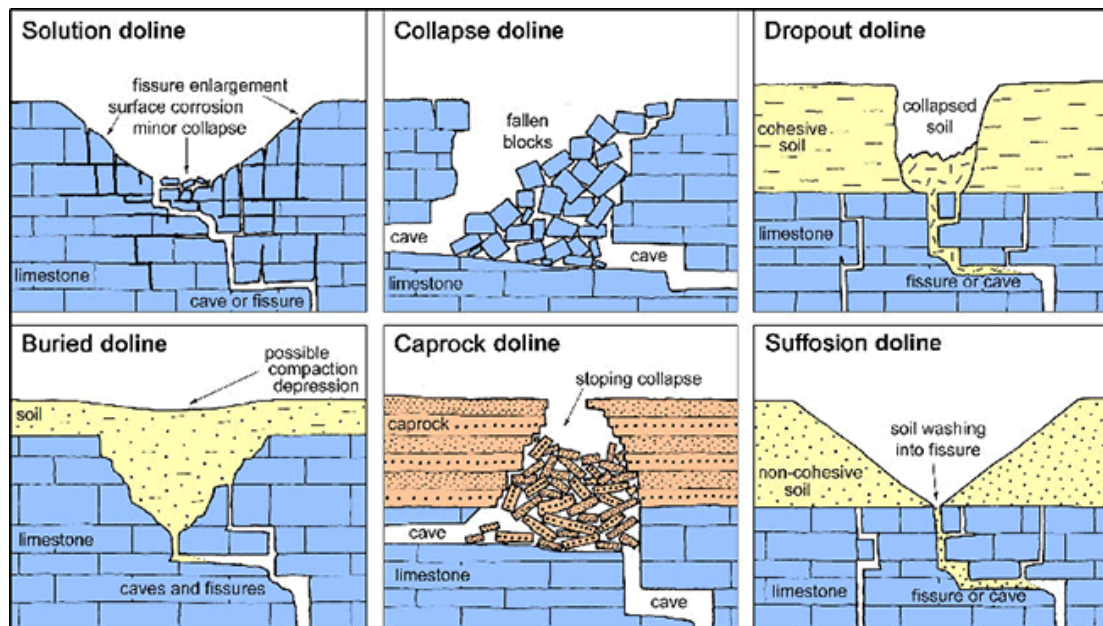 Solution doline
fissure enlargement
surface corrosion
minor collapse
limestone
cave or fissure
Collapse doline
fallen
blocks
cave
cave
limestone
Dropout doline
collapsed
soil
cohesive
soil
limestone
fissure or cave
Buried doline
possible
compaction
depression
soil
limestone
caves and fissures
Caprock doline
stoping collapse
caprock
cave
limestone
cave
Suffosion doline
soil washing
into fissure
non-cohesive
soil
limestone
fissure or cave